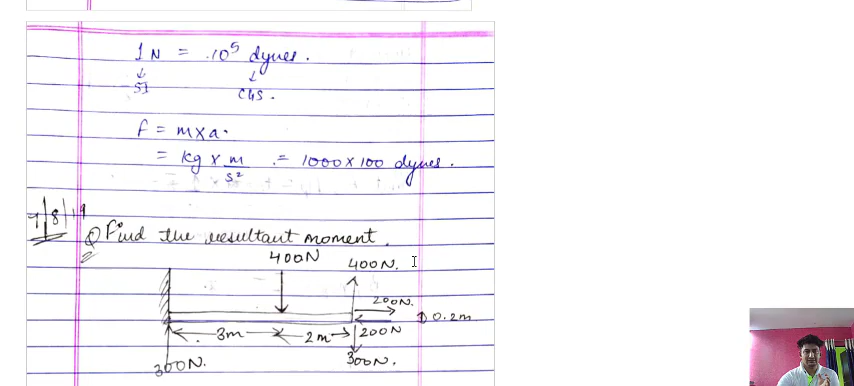 1 N = 10⁵ dynes.
↓ ↓
SI CGS.
F = m×a.
= kg × m/s² = 1000×100 dynes.
7/8/19
Q Find the resultant moment.
400N 400N.
200N.
0.2m
3m 2m 200N
300N. 300N.